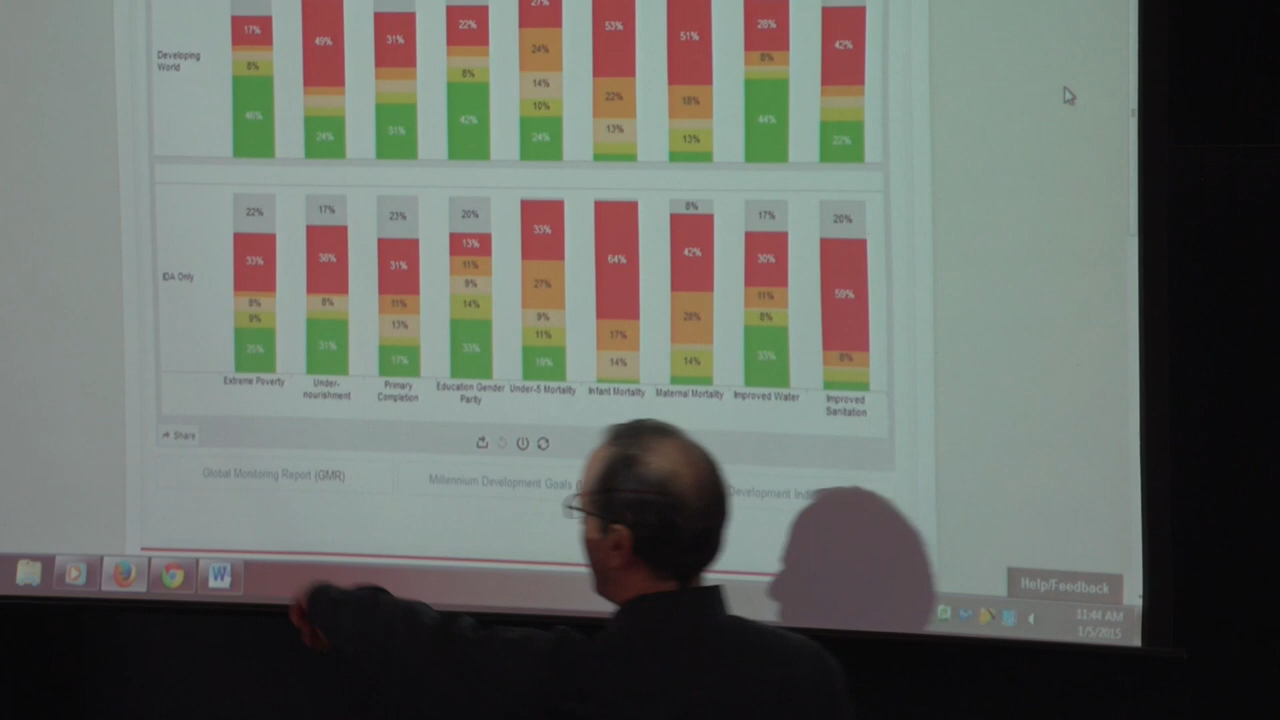 27%
17%
49%
31%
22%
24%
53%
51%
28%
42%
Developing
World
8%
8%
14%
22%
18%
8%
10%
13%
13%
46%
24%
31%
42%
24%
44%
22%
22%
17%
23%
20%
33%
64%
8%
17%
20%
IDA Only
33%
38%
31%
13%
11%
27%
42%
30%
59%
8%
8%
11%
9%
9%
17%
28%
11%
8%
9%
13%
14%
11%
14%
14%
8%
25%
31%
17%
33%
33%
Extreme Poverty
Under-
nourishment
Primary
Completion
Education Gender
Parity
Under-5 Mortality
Infant Mortality
Maternal Mortality
Improved Water
Improved
Sanitation
Share
Global Monitoring Report (GMR)
Millennium Development Goals
Development
W
Help/Feedback
11:44 AM
1/5/2015